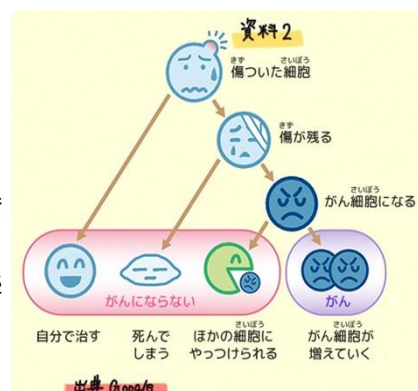 資料2
きず さいぼう
傷ついた細胞
きず
傷が残る
さいぼう
がん細胞になる
がんにならない
がん
自分で治す
死んで
しまう
さいぼう
ほかの細胞に
やっつけられる
さいぼう
がん細胞が
増えていく
出典